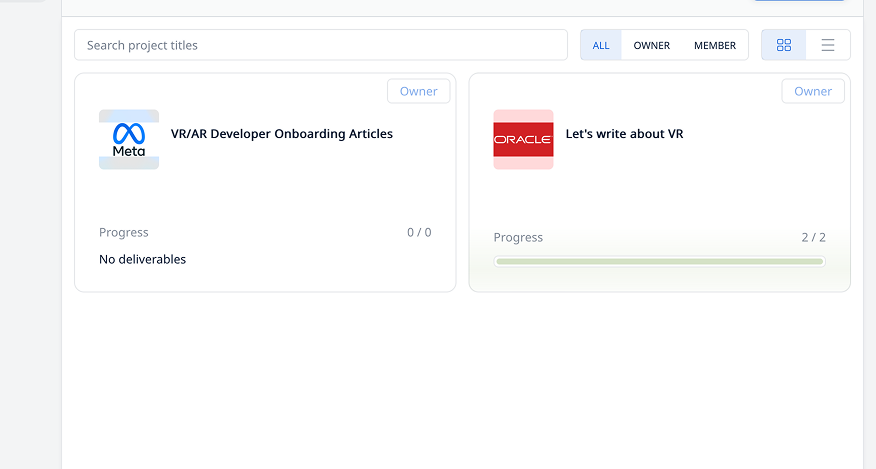 Search project titles
ALL OWNER MEMBER
Owner
Meta
VR/AR Developer Onboarding Articles
Progress 0 / 0
No deliverables
Owner
ORACLE
Let's write about VR
Progress 2 / 2